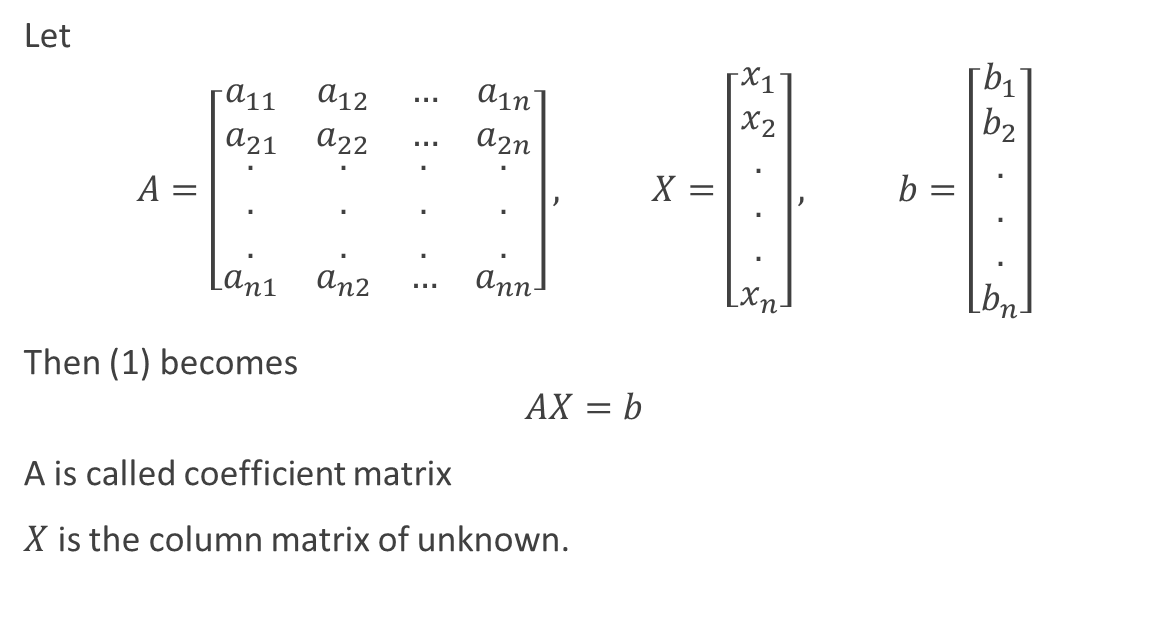 Let
A = [a₁₁ a₁₂ ... a₁ₙ
a₂₁ a₂₂ ... a₂ₙ
. . . .
. . . .
. . . .
aₙ₁ aₙ₂ ... aₙₙ], X = [x₁
x₂
.
.
.
xₙ], b = [b₁
b₂
.
.
.
bₙ]
Then (1) becomes
AX = b
A is called coefficient matrix
X is the column matrix of unknown.